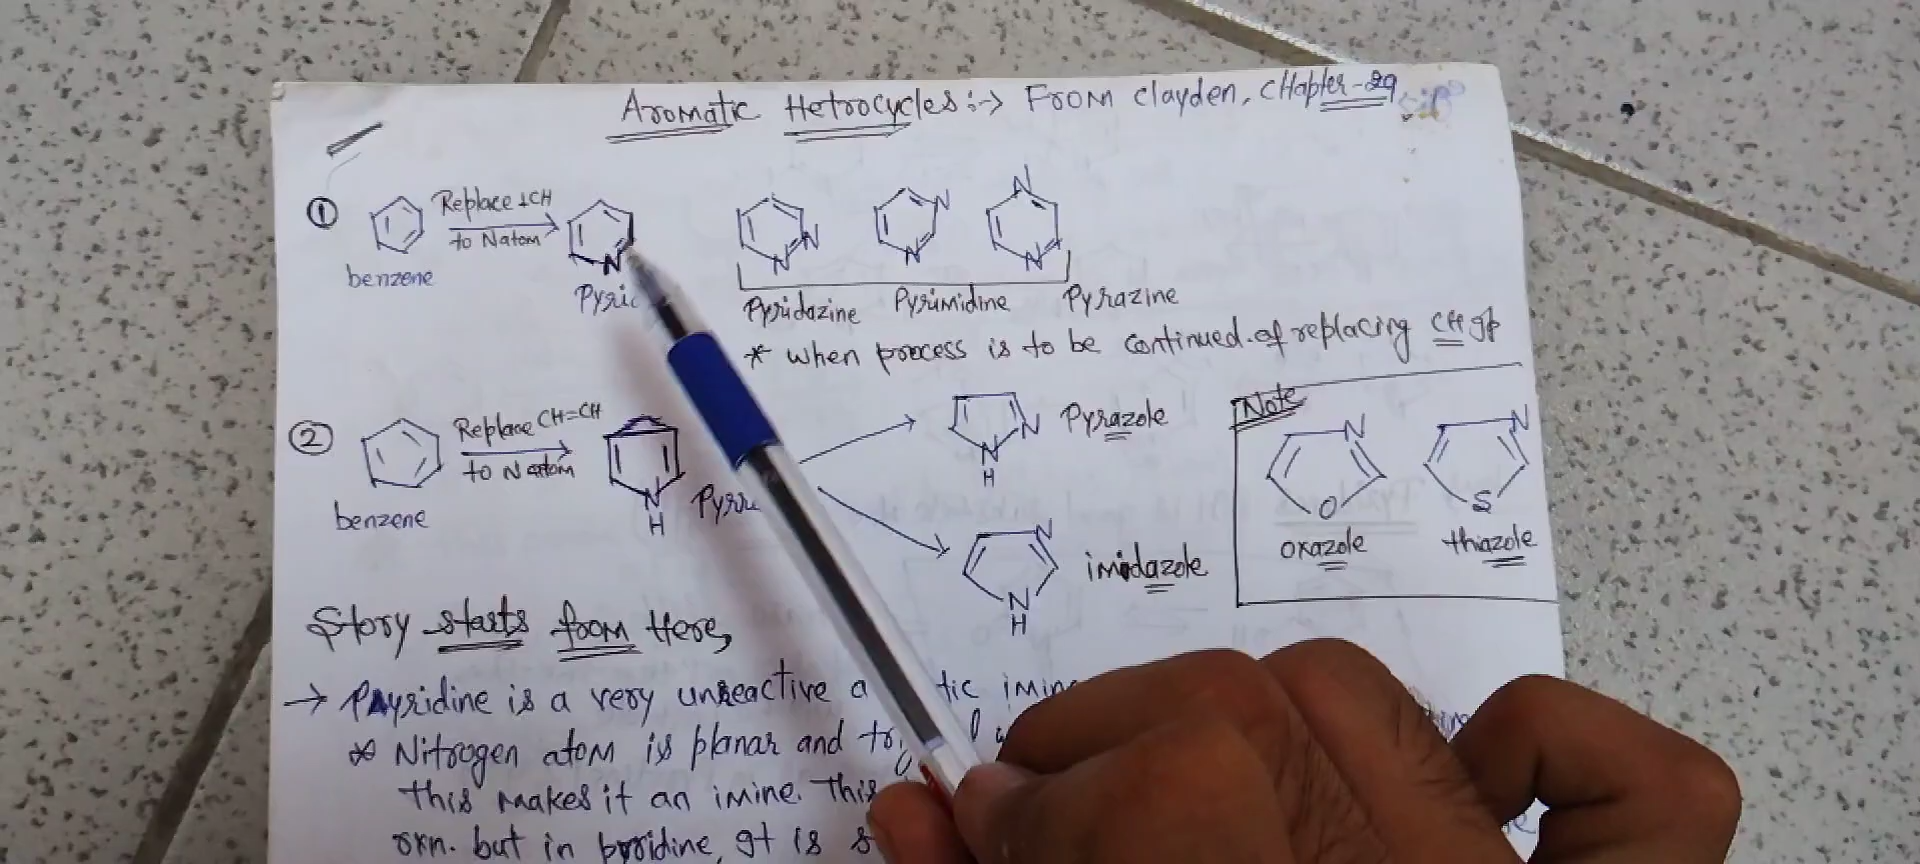 Aromatic Hetrocycles :-> From Clayden, CHapter-29
① Replace 1CH
to N atom
N N N N N N N
benzene Pyridazine Pyrimidine Pyrazine
* when process is to be continued. of replacing CH gp
② Replace CH=CH
to N atom
benzene
N
H
N
N
H
Pyrazole
N
N
H
imidazole
Note
N
O
oxazole
N
S
thiazole
Story starts from Here,
→ Payridine is a very unreactive
* Nitrogen atom is planar and
this makes it an imine. This
rxn. but in pyridine, It is